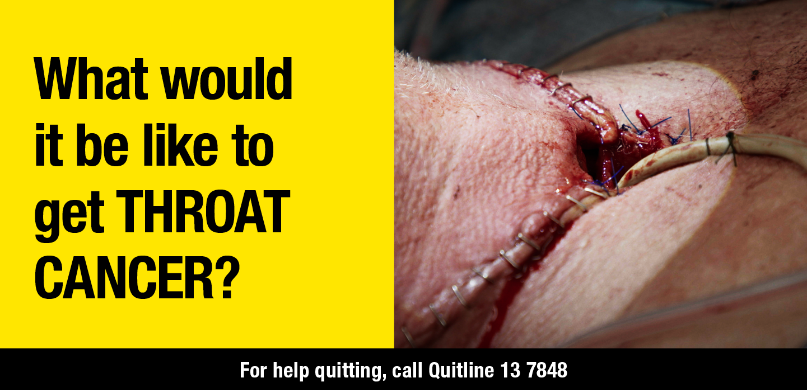 What would
it be like to
get THROAT
CANCER?
For help quitting, call Quitline 13 7848